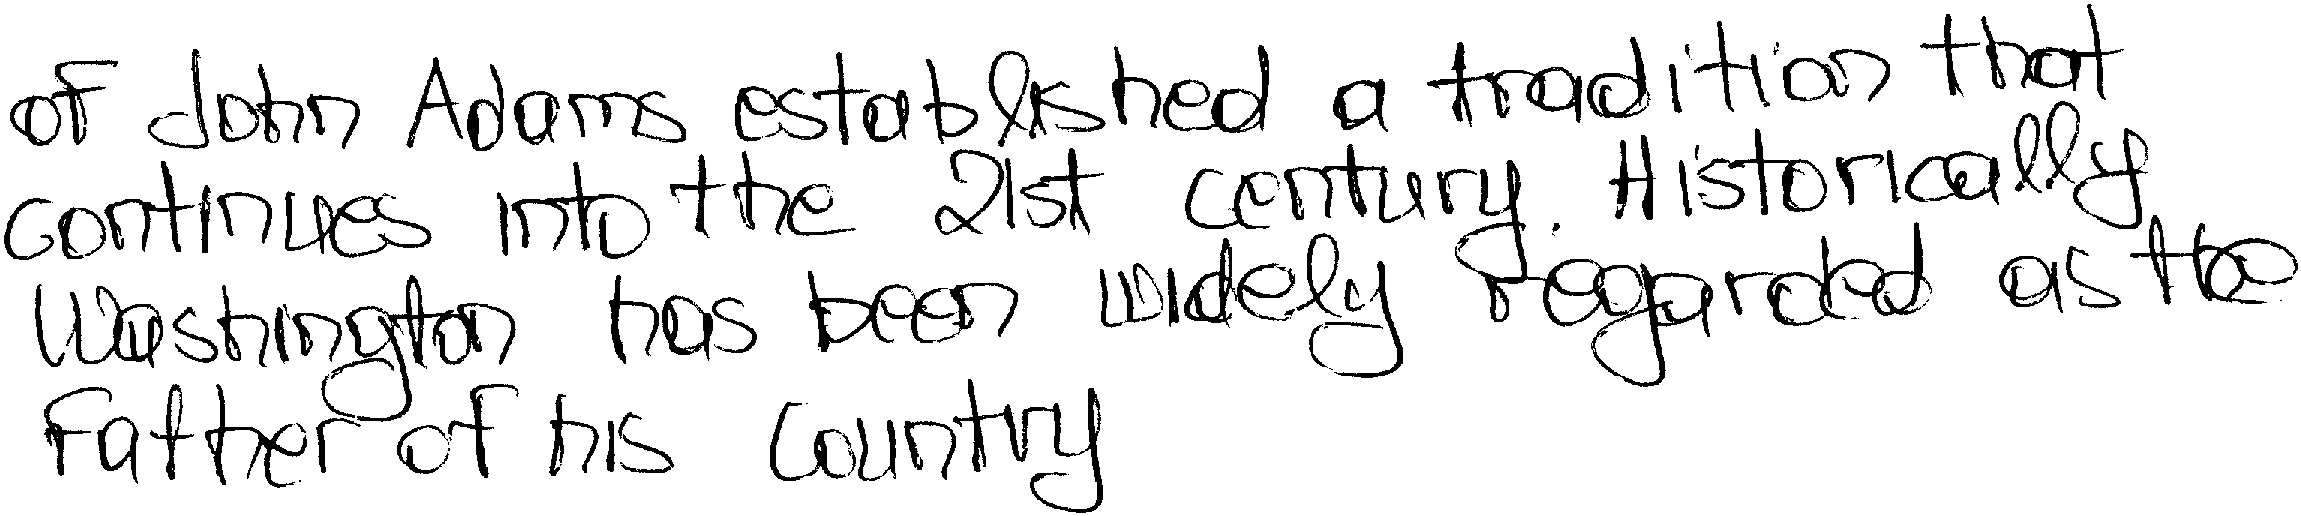 of John Adams established a tradition that
continues into the 21st century. Historically
Washington has been widely regarded as the
Father of his country